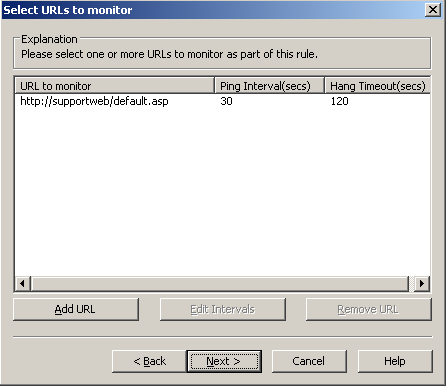 Select URLs to monitor
Explanation
Please select one or more URLs to monitor as part of this rule.
URL to monitor Ping Interval(secs) Hang Timeout(secs)
http://supportweb/default.asp 30 120
Add URL Edit Intervals Remove URL
< Back Next > Cancel Help